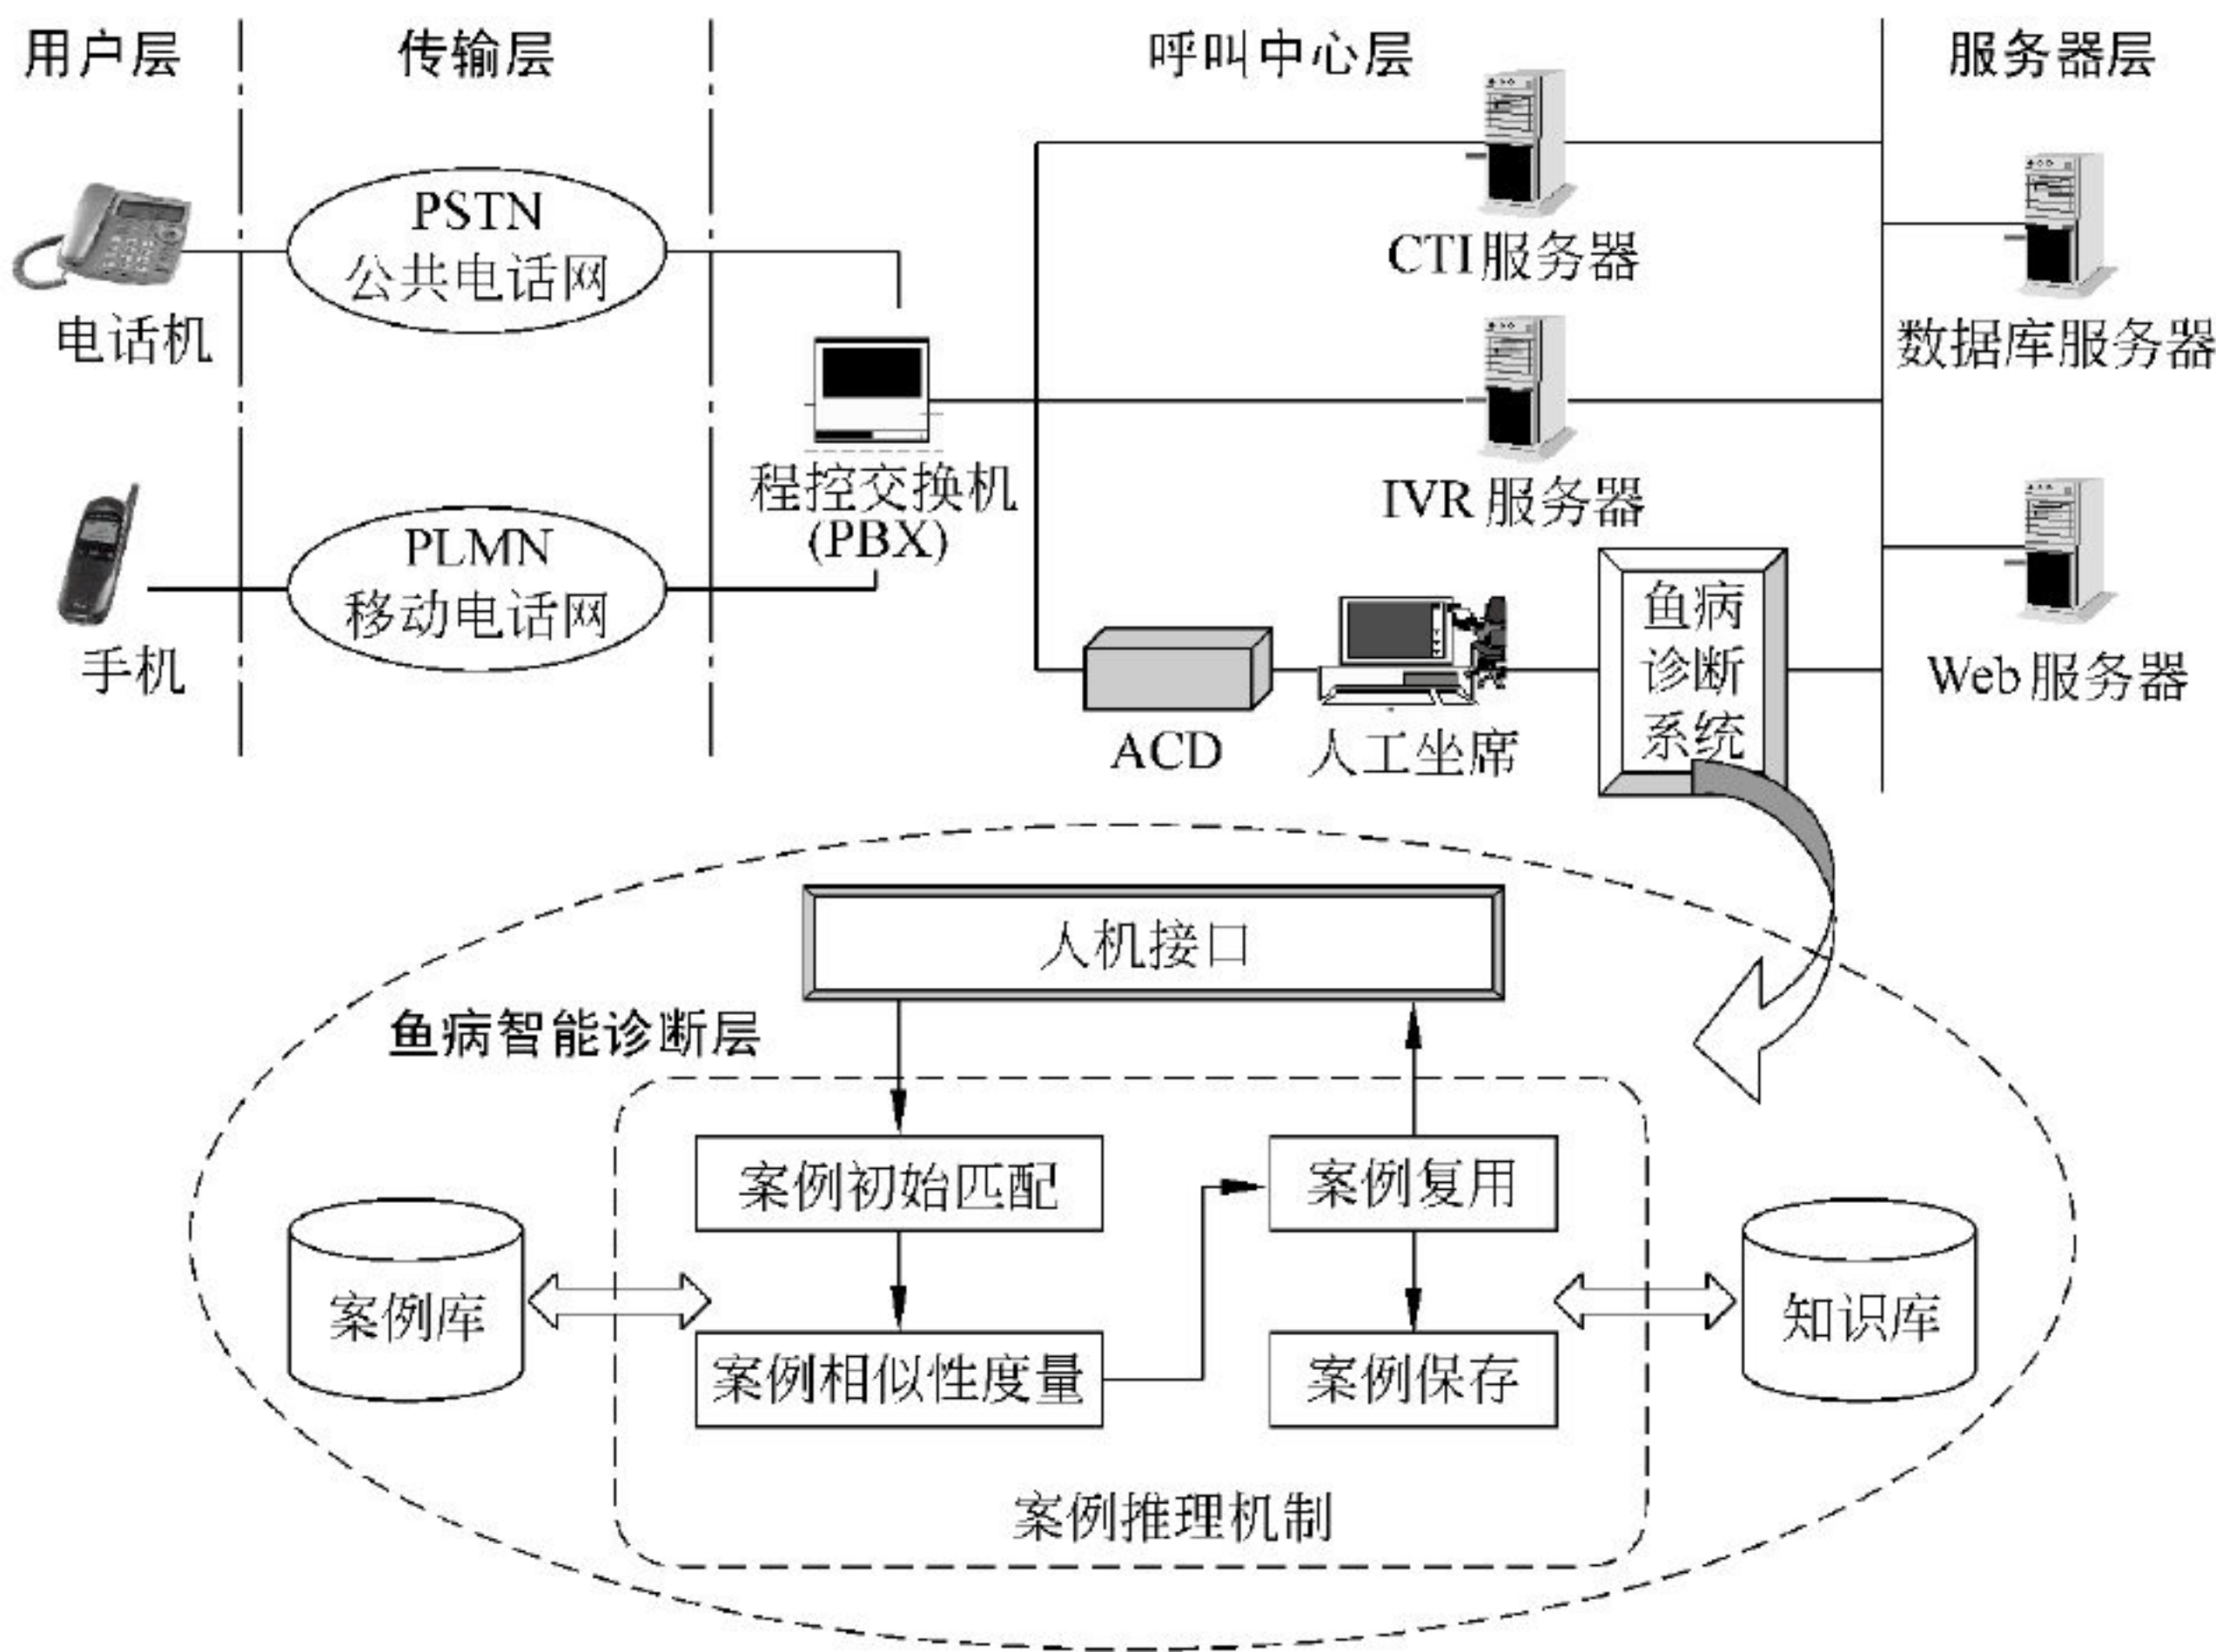 用户层
传输层
呼叫中心层
服务器层
PSTN
公共电话网
电话机
CTI服务器
数据库服务器
程控交换机
(PBX)
IVR 服务器
PLMN
移动电话网
手机
ACD
人工坐席
鱼病
诊断
系统
Web服务器
人机接口
鱼病智能诊断层
案例初始匹配
案例复用
案例库
知识库
案例相似性度量
案例保存
案例推理机制